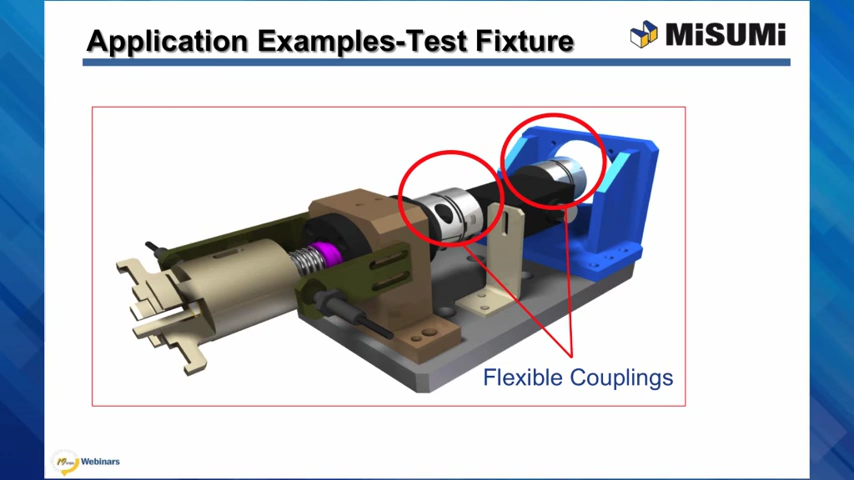 Application Examples-Test Fixture
MiSUMi
Flexible Couplings
Webinars